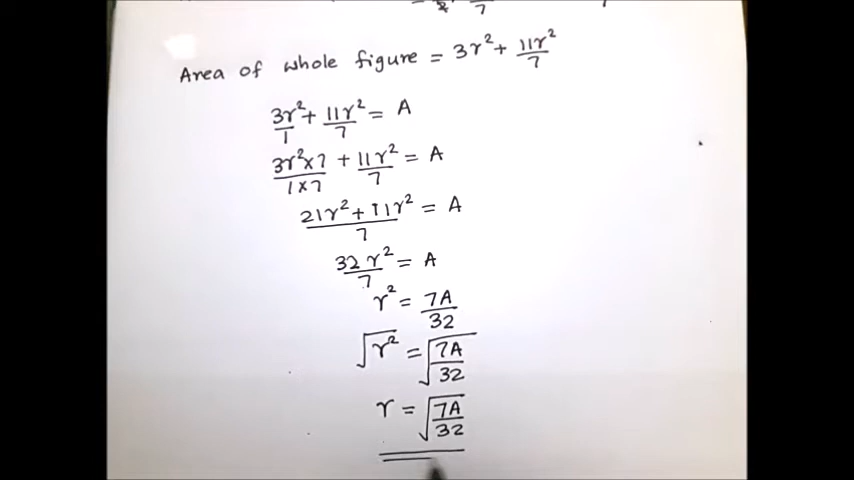 Area of whole figure = 3r² + 11r²/7
3r²/1 + 11r²/7 = A
3r²×7/1×7 + 11r²/7 = A
21r² + 11r²/7 = A
32r²/7 = A
r² = 7A/32
√r² = √7A/32
r = √7A/32